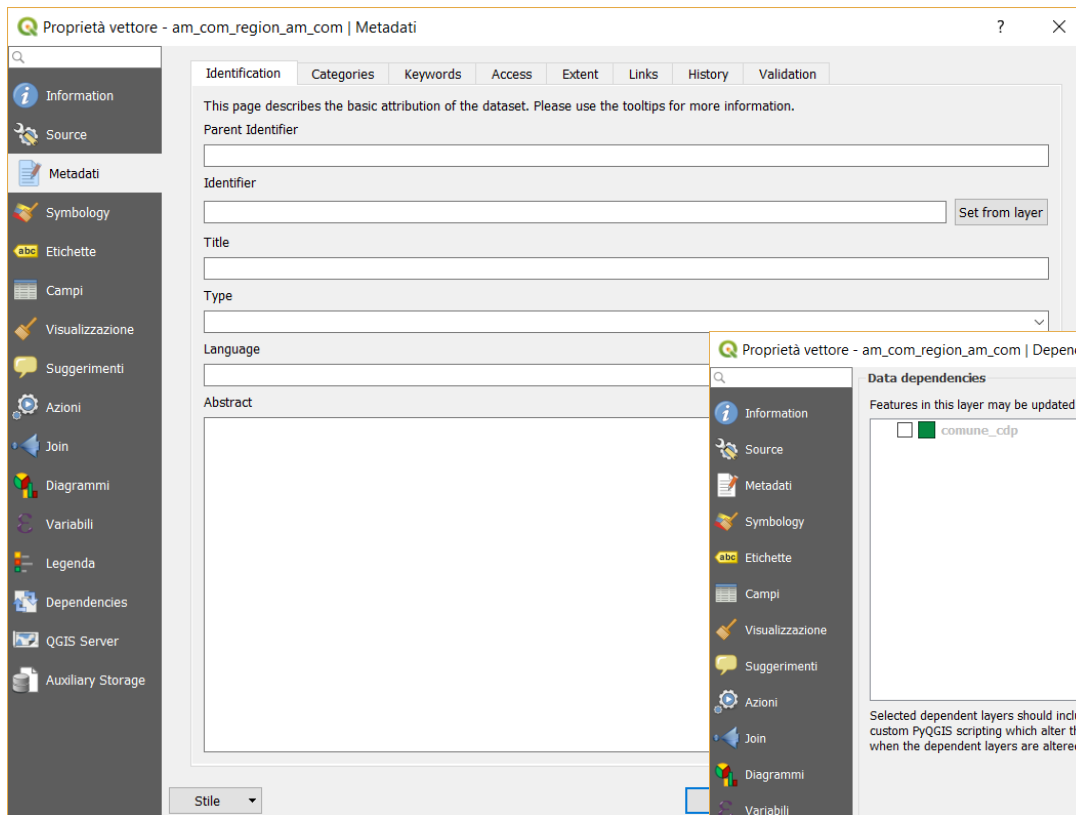 Proprietà vettore - am_com_region_am_com | Metadati
?
Information
Source
Metadati
Symbology
Etichette
Campi
Visualizzazione
Suggerimenti
Azioni
Join
Diagrammi
Variabili
Legenda
Dependencies
QGIS Server
Auxiliary Storage
abc
Identification Categories Keywords Access Extent Links History Validation
This page describes the basic attribution of the dataset. Please use the tooltips for more information.
Parent Identifier
Identifier
Set from layer
Title
Type
Language
Abstract
Stile
Proprietà vettore - am_com_region_am_com |
Information
Source
Metadati
Symbology
abc
Etichette
Campi
Visualizzazione
Suggerimenti
Azioni
Join
Diagrammi
Variabili
Data dependencies
Features in this layer may be updated
comune_cdp
Selected dependent layers should
custom PyQGIS scripting which alter
when the dependent layers are altered